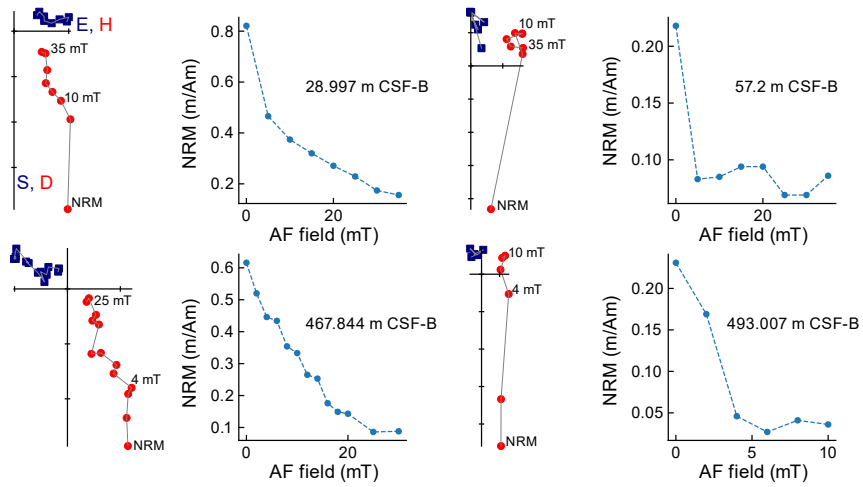 E, H
35 mT
10 mT
S, D
NRM
0.8
0.6
0.4
0.2
NRM (m/Am)
28.997 m CSF-B
0
20
AF field (mT)
10 mT
35 mT
NRM
0.20
0.15
0.10
NRM (m/Am)
57.2 m CSF-B
0
20
AF field (mT)
25 mT
4 mT
NRM
0.6
0.5
0.4
0.3
0.2
0.1
NRM (m/Am)
467.844 m CSF-B
0
20
AF field (mT)
10 mT
4 mT
NRM
0.20
0.15
0.10
0.05
NRM (m/Am)
493.007 m CSF-B
0
5
10
AF field (mT)